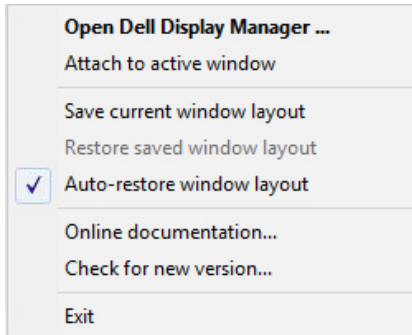 Open Dell Display Manager ...
Attach to active window
Save current window layout
Restore saved window layout
Auto-restore window layout
Online documentation...
Check for new version...
Exit